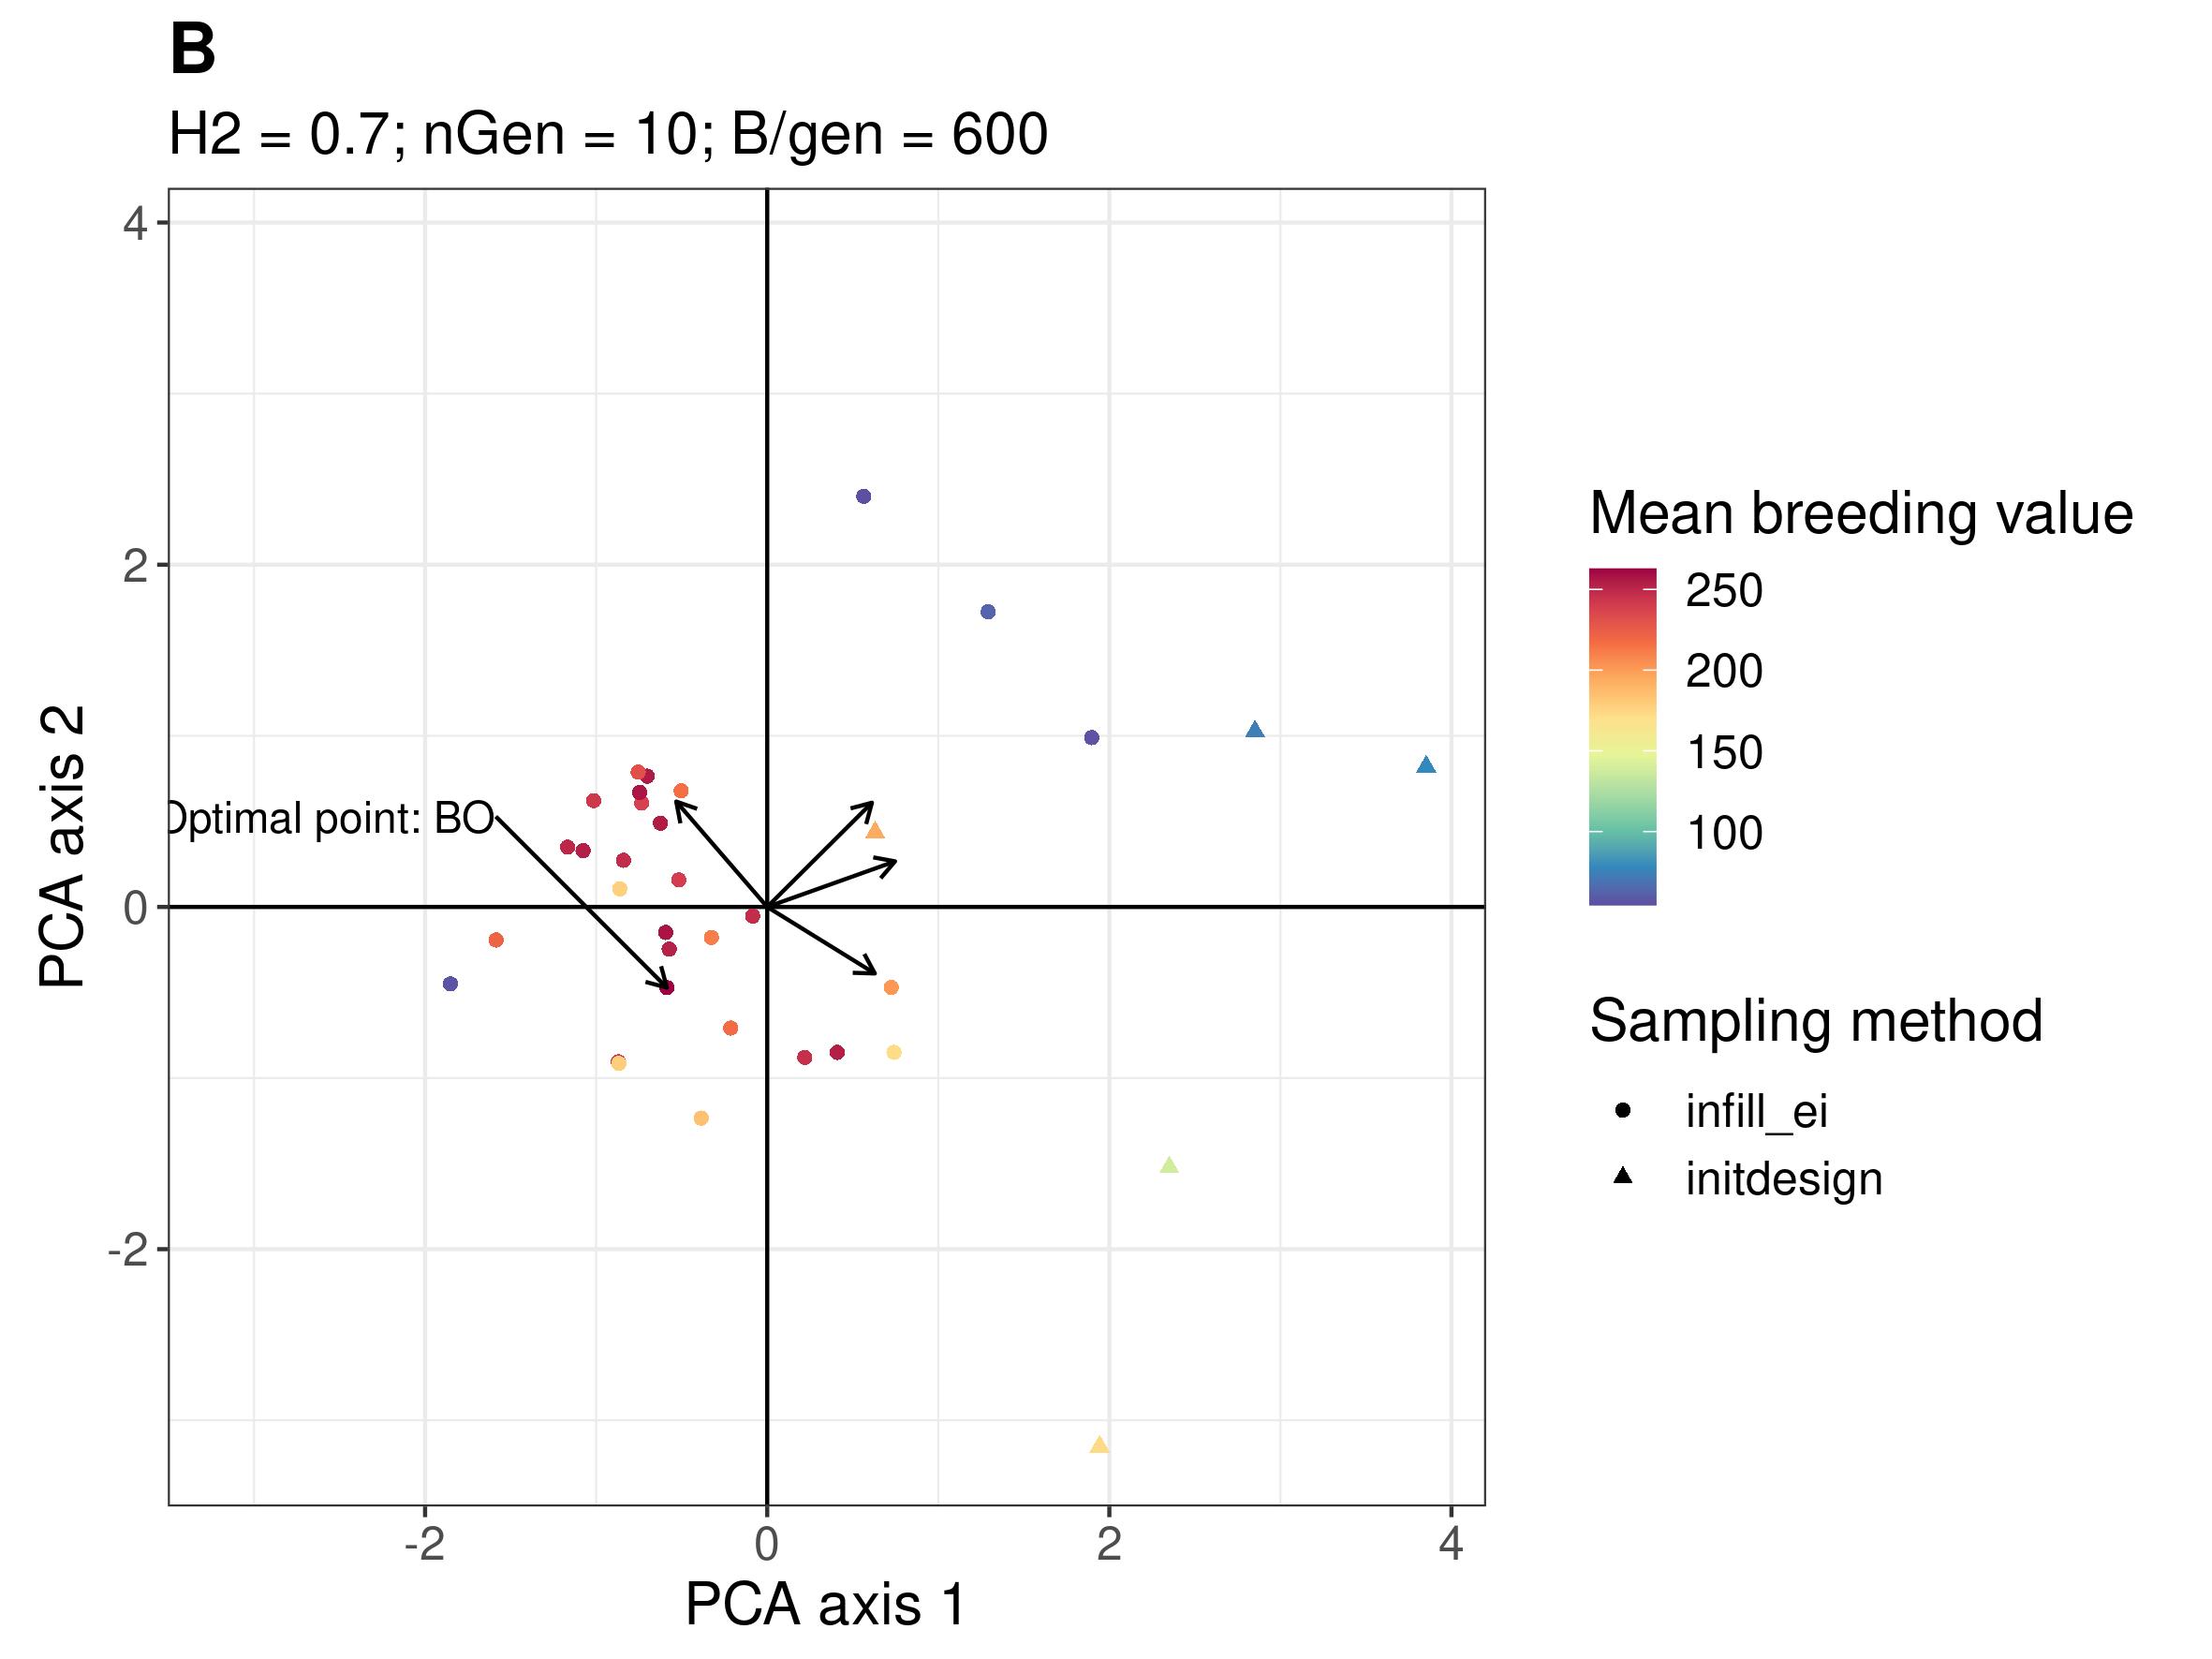 B
H2 = 0.7; nGen = 10; B/gen = 600
4
2
0
-2
-2
0
2
4
PCA axis 1
PCA axis 2
Optimal point: BO
Mean breeding value
250
200
150
100
Sampling method
infill_ei
initdesign